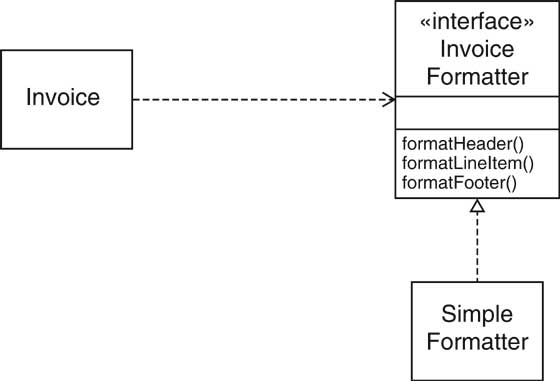 Invoice
«interface»
Invoice
Formatter
formatHeader()
formatLineItem()
formatFooter()
Simple
Formatter